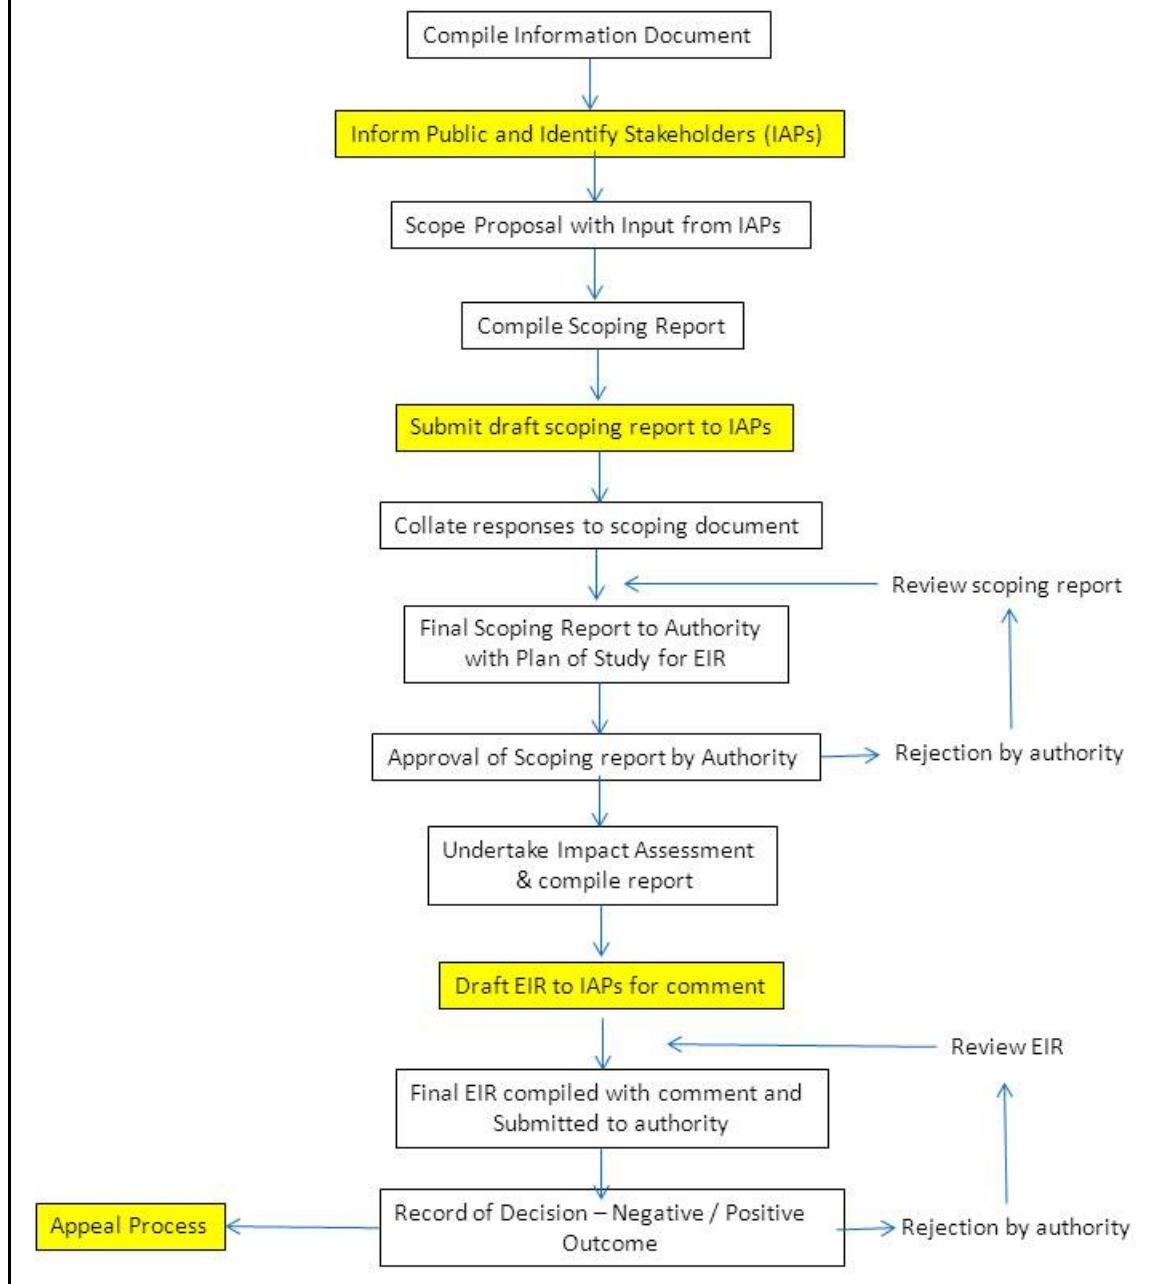 Compile Information Document
Inform Public and Identify Stakeholders (IAPs)
Scope Proposal with Input from IAPs
Compile Scoping Report
Submit draft scoping report to IAPs
Collate responses to scoping document
Review scoping report
Final Scoping Report to Authority
with Plan of Study for EIR
Approval of Scoping report by Authority
Rejection by authority
Undertake Impact Assessment
& compile report
Draft EIR to IAPs for comment
Review EIR
Final EIR compiled with comment and
Submitted to authority
Appeal Process
Record of Decision – Negative / Positive
Outcome
Rejection by authority